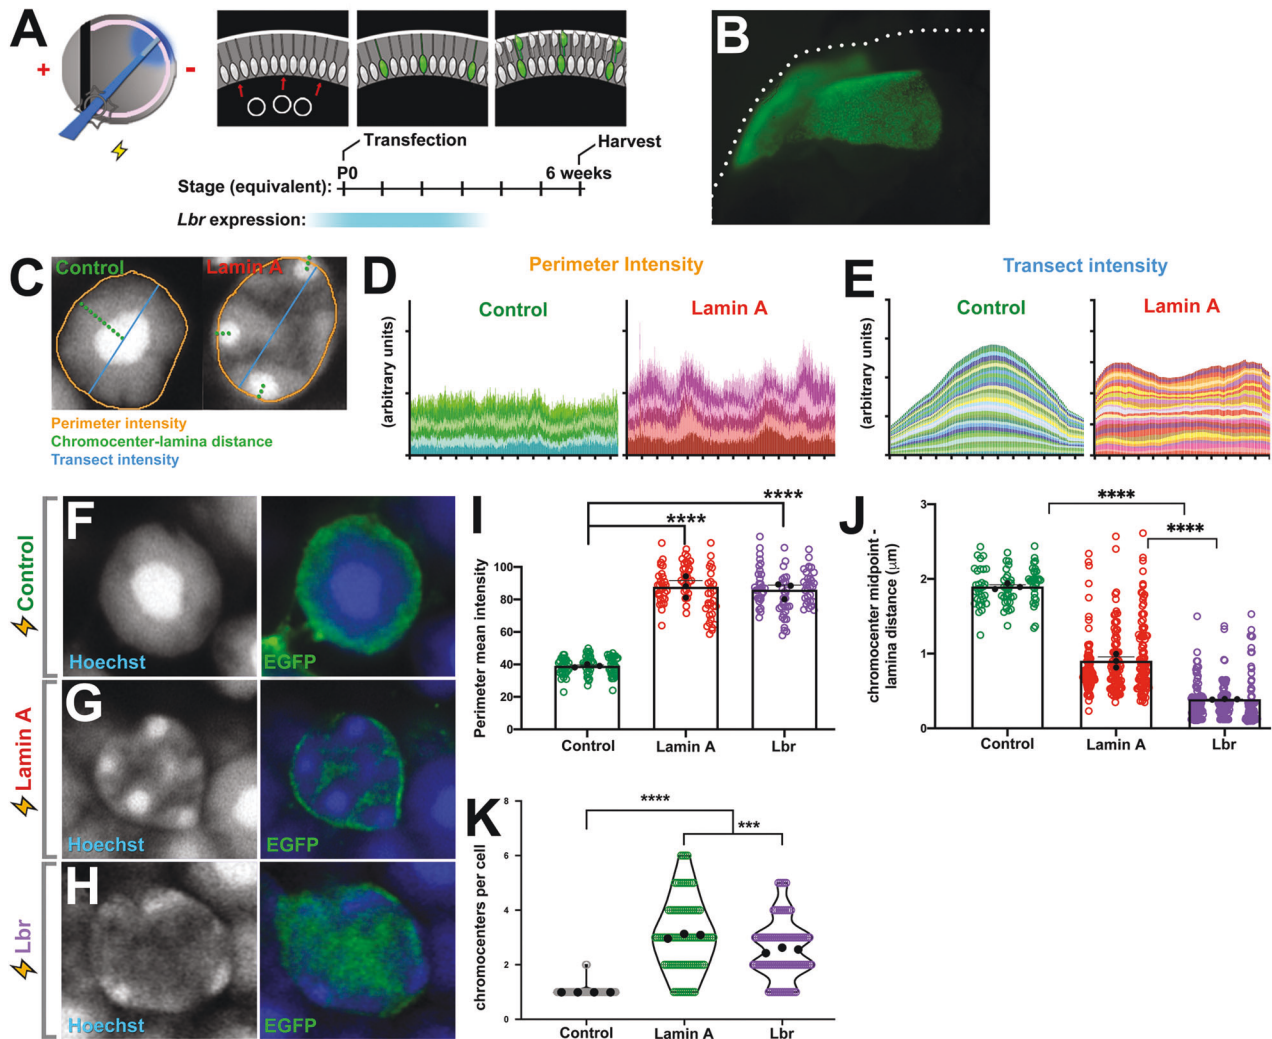 A
+
-
Transfection
Harvest
P0
6 weeks
Stage (equivalent):
Lbr expression:
B
C
Control
Lamin A
Perimeter intensity
Chromocenter-lamina distance
Transect intensity
D
Perimeter Intensity
Control
Lamin A
(arbitrary units)
E
Transect intensity
Control
Lamin A
(arbitrary units)
F
Control
Hoechst
EGFP
G
Lamin A
Hoechst
EGFP
H
Lbr
Hoechst
EGFP
I
****
****
Perimeter mean intensity
100
80
60
40
20
0
Control
Lamin A
Lbr
J
****
****
chromocenter midpoint -
lamina distance (μm)
3
2
1
0
Control
Lamin A
Lbr
K
****
***
chromocenters per cell
8
6
4
2
0
Control
Lamin A
Lbr